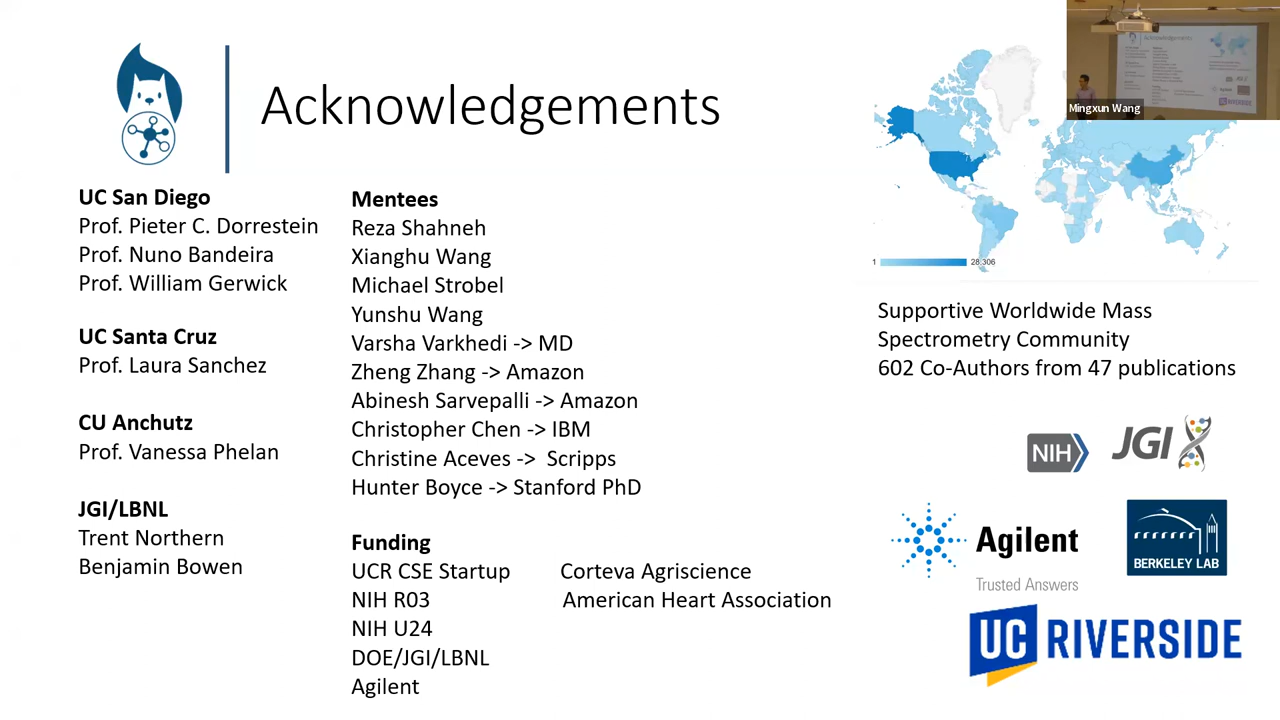 Acknowledgements
UC San Diego
Prof. Pieter C. Dorrestein
Prof. Nuno Bandeira
Prof. William Gerwick
UC Santa Cruz
Prof. Laura Sanchez
CU Anchutz
Prof. Vanessa Phelan
JGI/LBNL
Trent Northern
Benjamin Bowen
Mentees
Reza Shahneh
Xianghu Wang
Michael Strobel
Yunshu Wang
Varsha Varkhedi -> MD
Zheng Zhang -> Amazon
Abinesh Sarvepalli -> Amazon
Christopher Chen -> IBM
Christine Aceves -> Scripps
Hunter Boyce -> Stanford PhD
Funding
UCR CSE Startup Corteva Agriscience
NIH R03 American Heart Association
NIH U24
DOE/JGI/LBNL
Agilent
Mingxun Wang
1 28,306
Supportive Worldwide Mass
Spectrometry Community
602 Co-Authors from 47 publications
NIH JGI
Agilent
Trusted Answers
BERKELEY LAB
UC RIVERSIDE